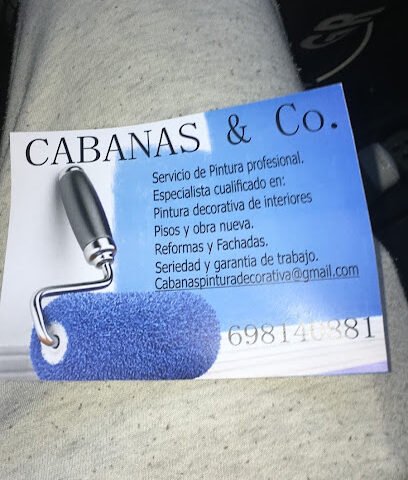 CABANAS & Co.
Servicio de Pintura profesional.
Especialista cualificado en:
Pintura decorativa de interiores
Pisos y obra nueva.
Reformas y Fachadas.
Seriedad y garantia de trabajo.
Cabanaspinturadecorativa@gmail.com